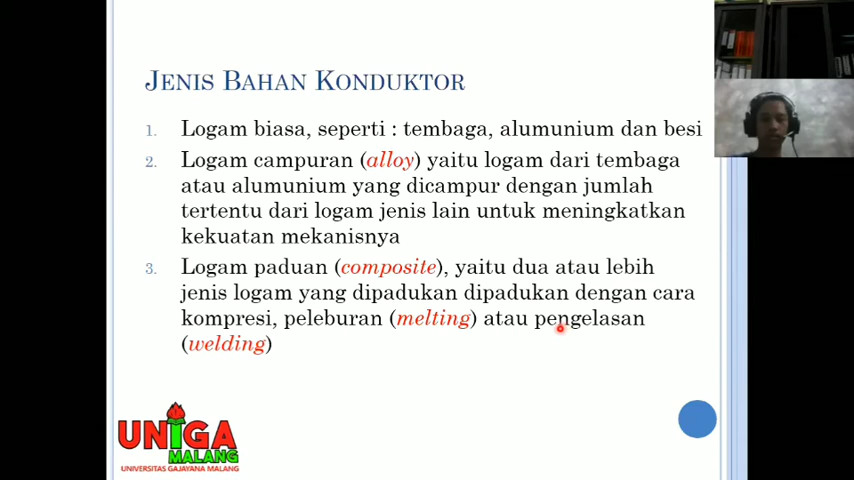 JENIS BAHAN KONDUKTOR
1. Logam biasa, seperti : tembaga, alumunium dan besi
2. Logam campuran (alloy) yaitu logam dari tembaga
atau alumunium yang dicampur dengan jumlah
tertentu dari logam jenis lain untuk meningkatkan
kekuatan mekanisnya
3. Logam paduan (composite), yaitu dua atau lebih
jenis logam yang dipadukan dipadukan dengan cara
kompresi, peleburan (melting) atau pengelasan
(welding)
UNIGA
MALANG
UNIVERSITAS GAJAYANA MALANG